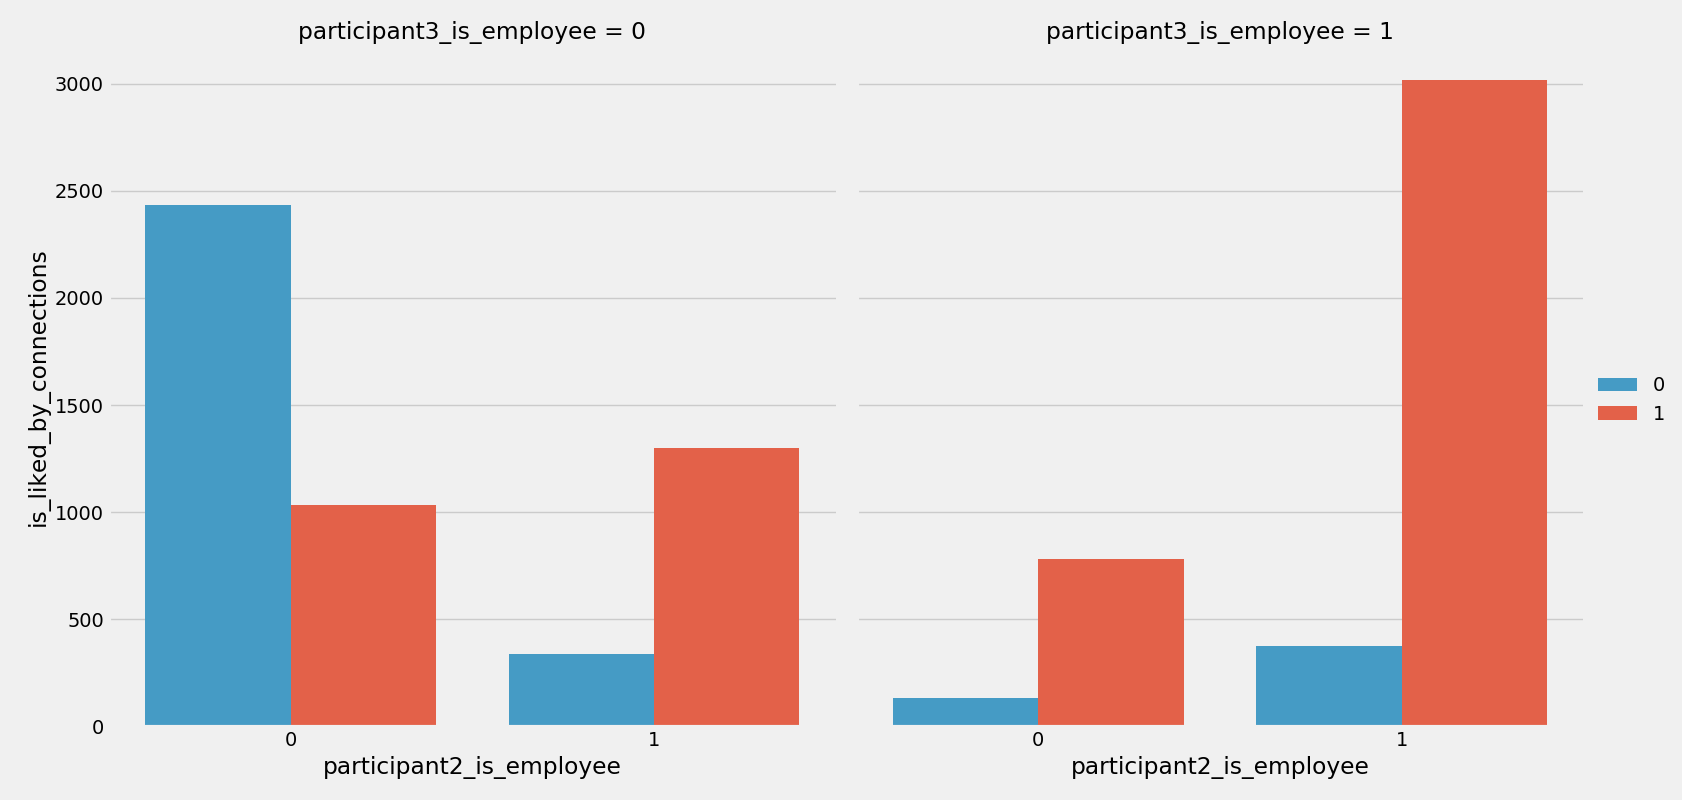 participant3_is_employee = 0
participant3_is_employee = 1
is_liked_by_connections
3000
2500
2000
1500
1000
500
0
0 1
0 1
participant2_is_employee
participant2_is_employee
0
1